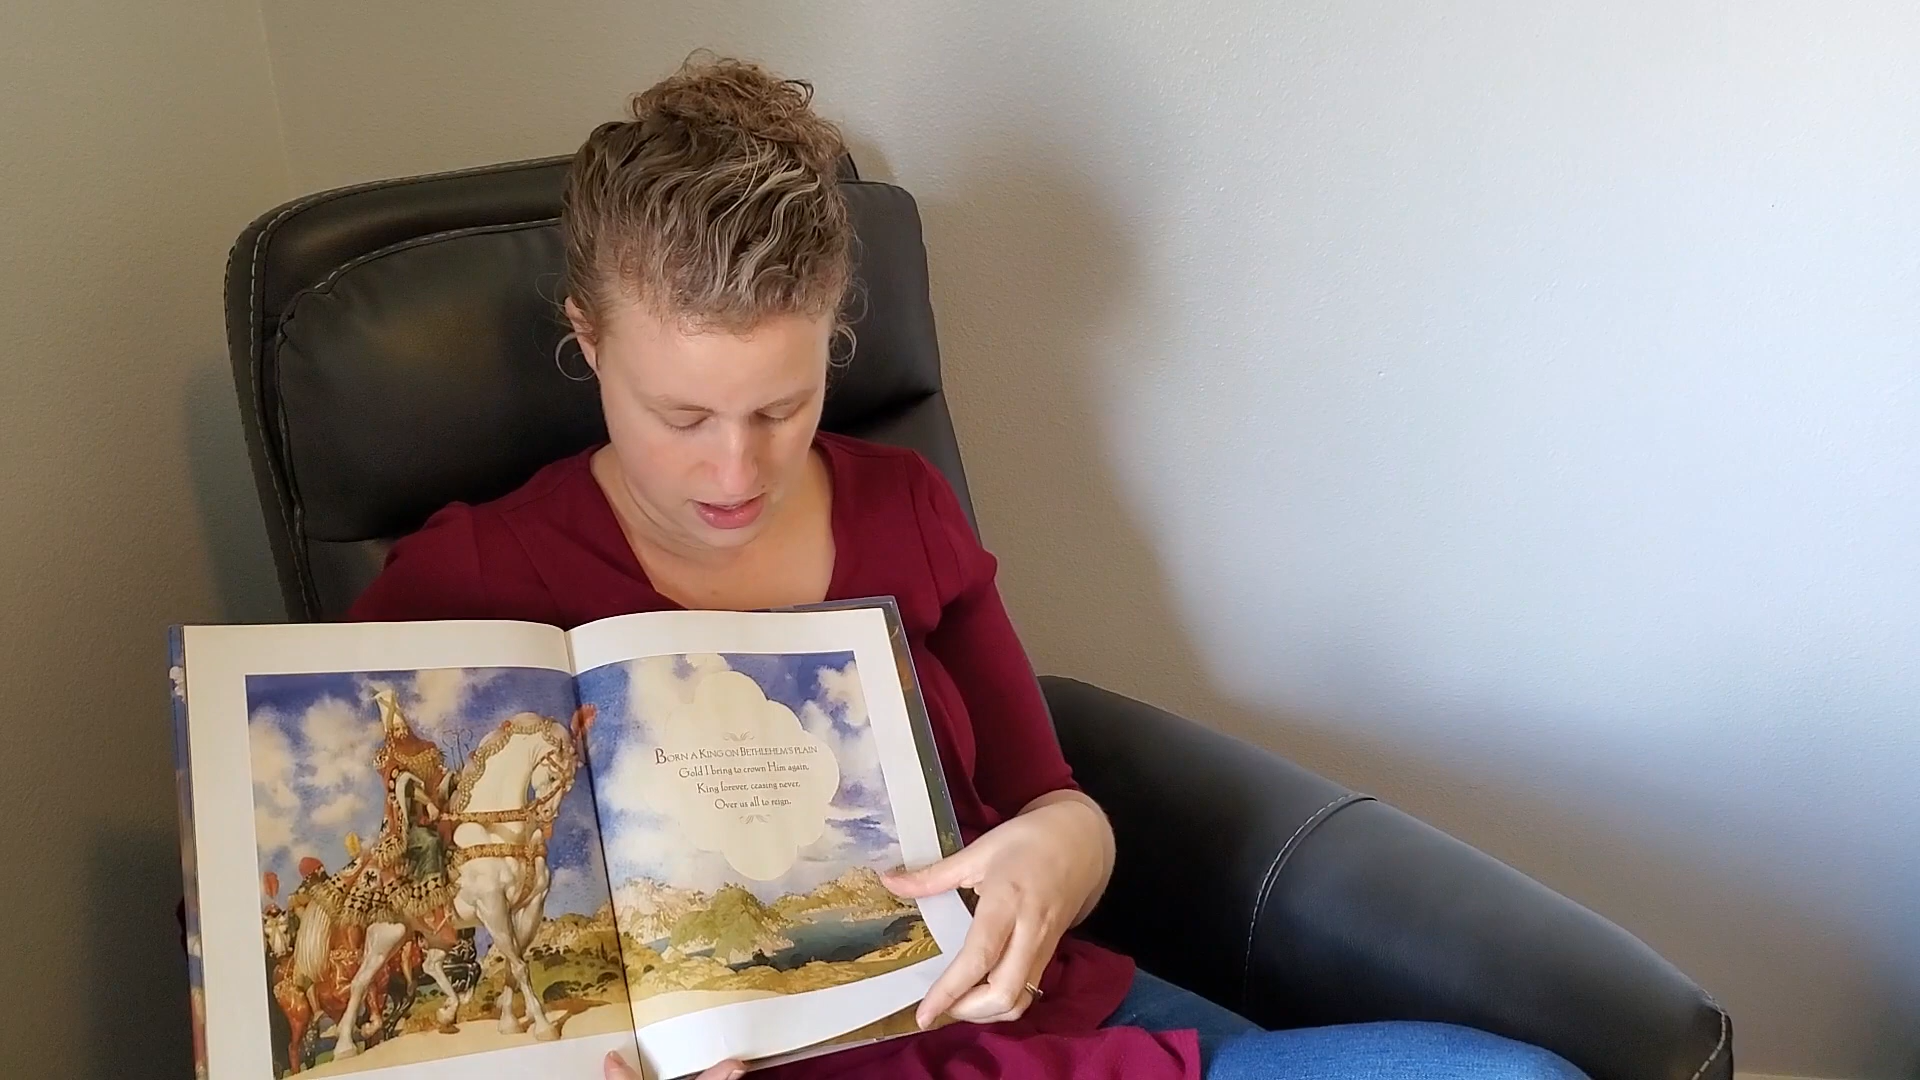 BORN A KING ON BETHLEHEM'S PLAIN
Gold I bring to crown Him again,
King forever, ceasing never,
Over us all to reign.